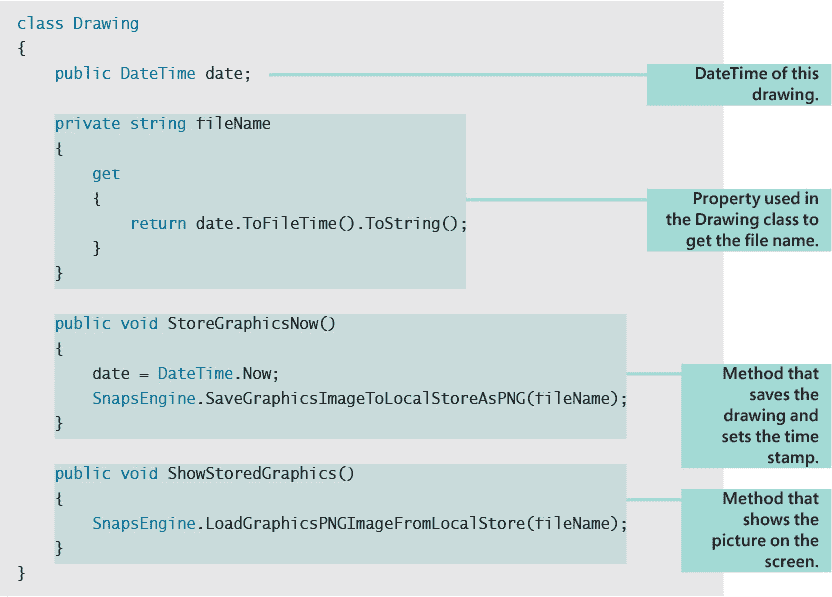 class Drawing
{
    public DateTime date;
DateTime of this
drawing.
    private string fileName
    {
        get
        {
            return date.ToFileTime().ToString();
        }
    }
Property used in
the Drawing class to
get the file name.
    public void StoreGraphicsNow()
    {
        date = DateTime.Now;
        SnapsEngine.SaveGraphicsImageToLocalStoreAsPNG(fileName);
    }
Method that
saves the
drawing and
sets the time
stamp.
    public void ShowStoredGraphics()
    {
        SnapsEngine.LoadGraphicsPNGImageFromLocalStore(fileName);
    }
Method that
shows the
picture on the
screen.
}